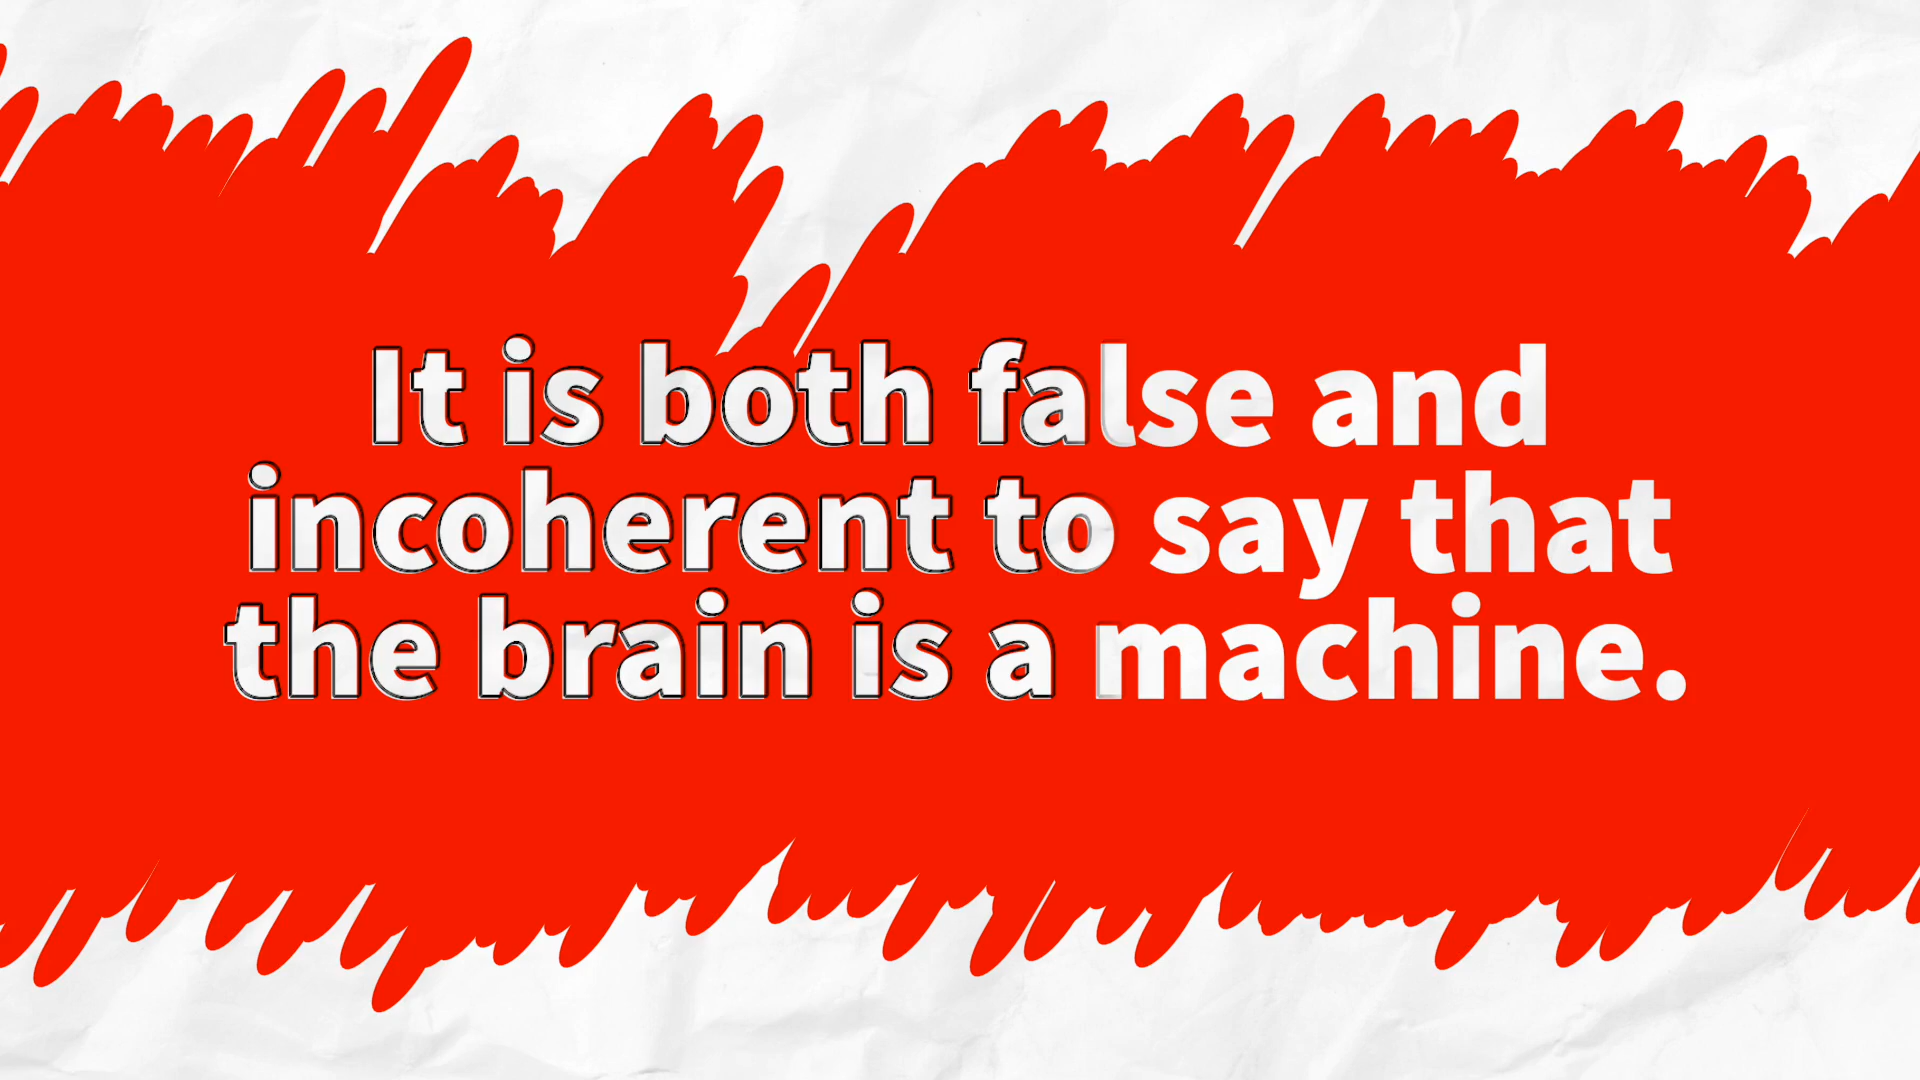 It is both false and
incoherent to say that
the brain is a machine.